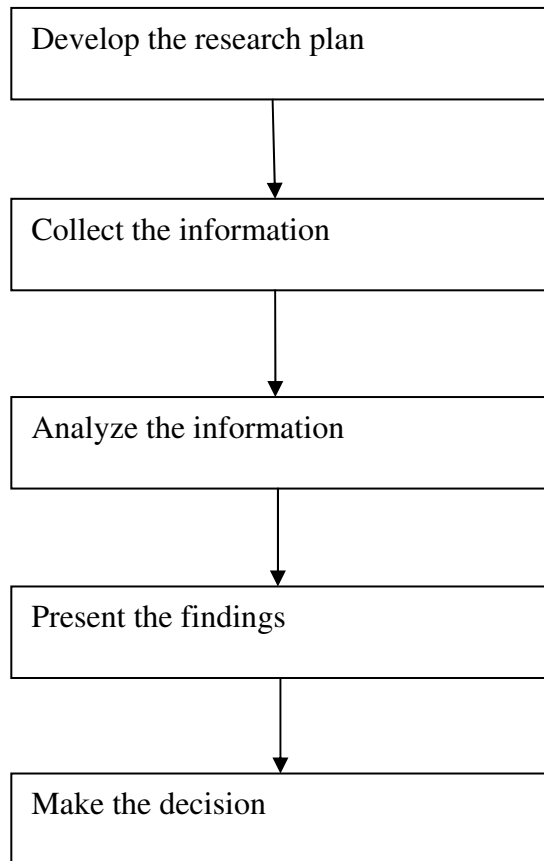 Develop the research plan
Collect the information
Analyze the information
Present the findings
Make the decision